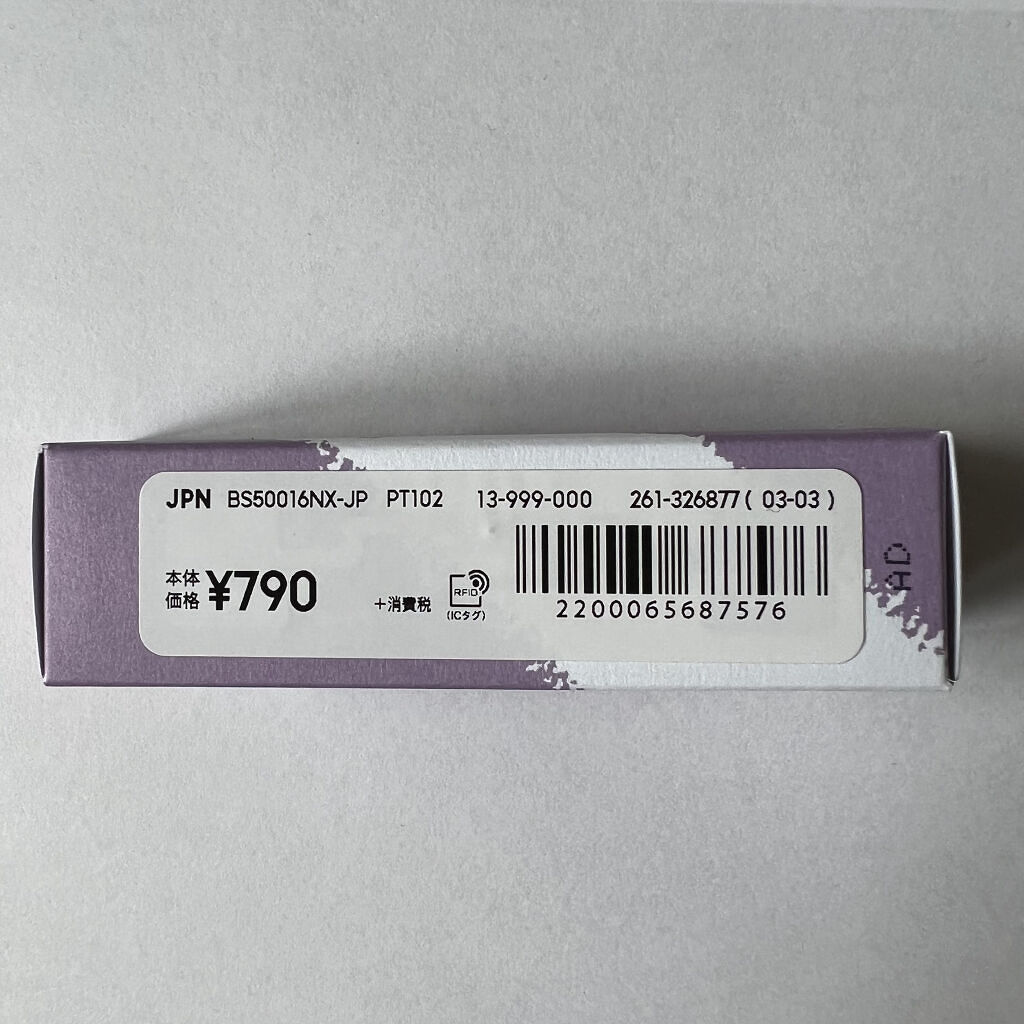 JPN BS50016NX-JP PT102 13-999-000 261-326877 ( 03-03 )
本体
価格 ¥790 +消費税
RFID
(ICタグ)
2200065687576
AD